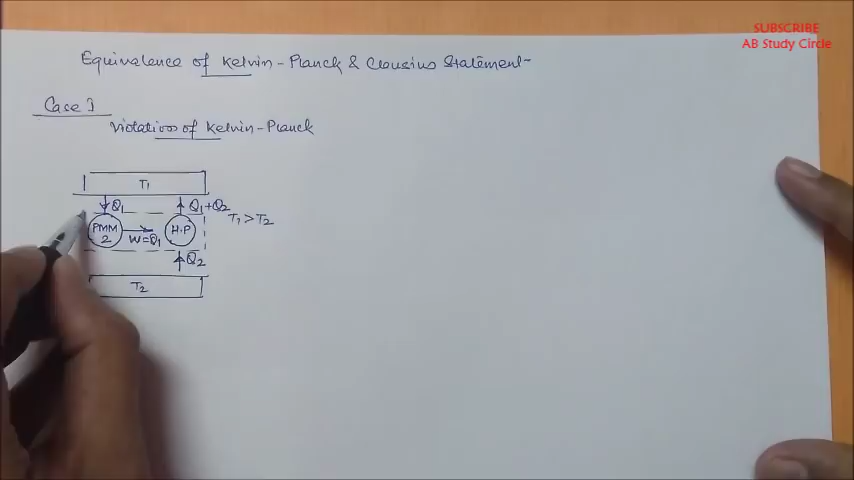 SUBSCRIBE
AB Study Circle
Equivalence of Kelvin-Planck & Clausius Statement-
Case I
Violation of Kelvin-Planck
T1
Q1
Q1+Q2
T1>T2
PMM
2
W=Q1
H.P
Q2
T2